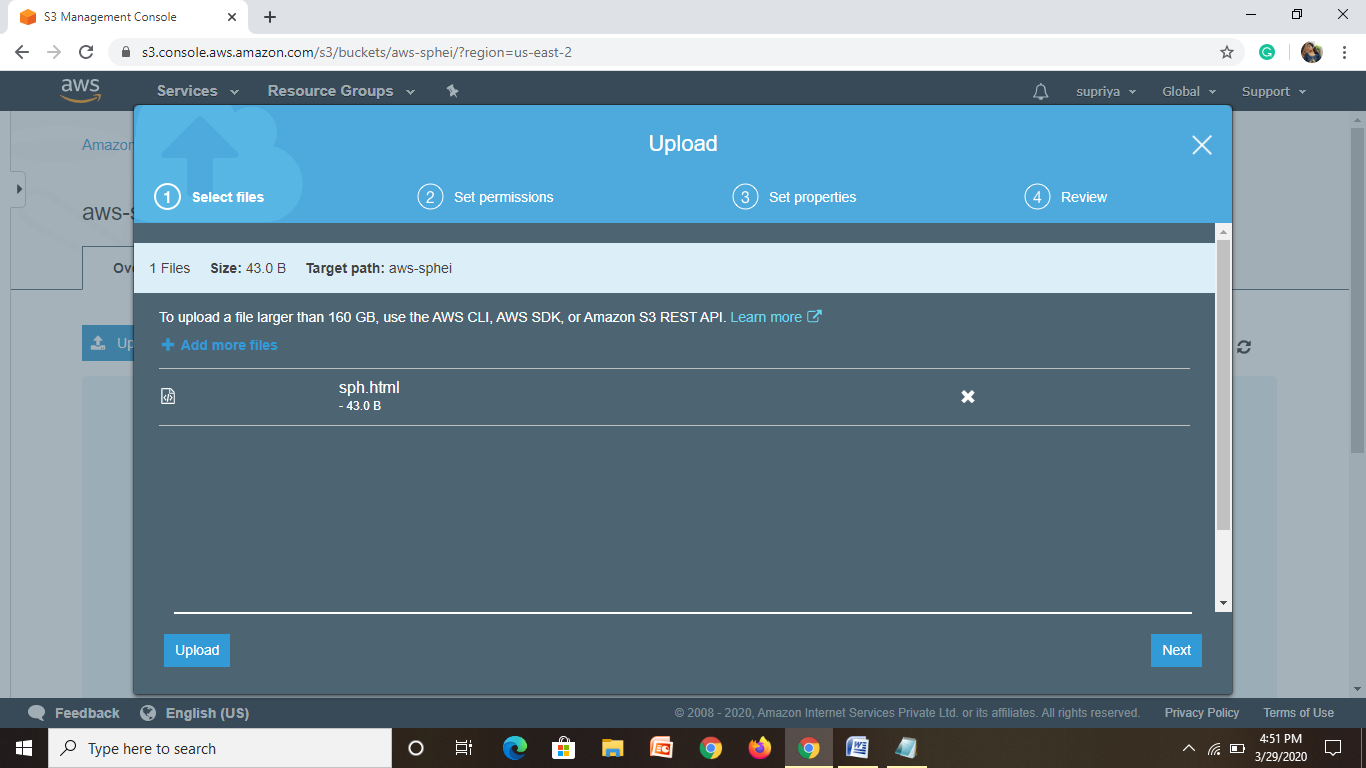 S3 Management Console
s3.console.aws.amazon.com/s3/buckets/aws-sphei/?region=us-east-2
aws Services Resource Groups supriya Global Support
Amazon
Upload
1 Select files 2 Set permissions 3 Set properties 4 Review
aws-s
Ov
1 Files Size: 43.0 B Target path: aws-sphei
To upload a file larger than 160 GB, use the AWS CLI, AWS SDK, or Amazon S3 REST API. Learn more
Up
Add more files
sph.html
- 43.0 B
Upload Next
Feedback English (US) © 2008 - 2020, Amazon Internet Services Private Ltd. or its affiliates. All rights reserved. Privacy Policy Terms of Use
Type here to search
4:51 PM
3/29/2020